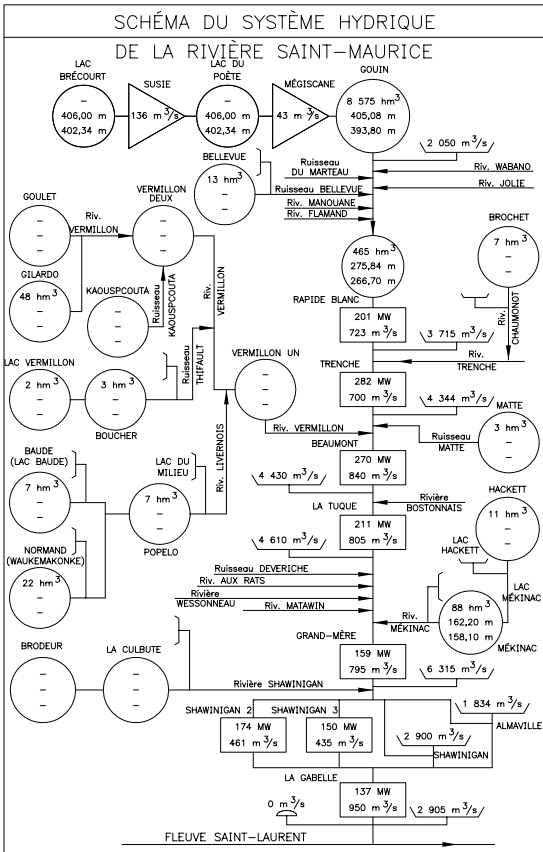 SCHÉMA DU SYSTÈME HYDRIQUE
DE LA RIVIÈRE SAINT-MAURICE
LAC
BRÉCOURT
–
406,00 m
402,34 m
SUSIE
136 m³/s
LAC DU
POÈTE
–
406,00 m
402,34 m
MÉGISCANE
43 m³/s
GOUIN
8 575 hm³
405,08 m
393,80 m
2 050 m³/s
Ruisseau
DU MARTEAU
Riv. WABANO
BELLEVUE
13 hm³
–
–
Ruisseau BELLEVUE
Riv. JOLIE
Riv. MANOUANE
Riv. FLAMAND
GOULET
–
–
–
Riv.
VERMILLON
VERMILLON
DEUX
–
–
–
GILARDO
48 hm³
–
–
KAOUSPCOUTA
–
–
–
Ruisseau
KAOUSPCOUTA
Riv.
VERMILLON
465 hm³
275,84 m
266,70 m
RAPIDE BLANC
201 MW
723 m³/s
BROCHET
7 hm³
–
–
Riv.
CHAUMONOT
3 715 m³/s
Riv.
TRENCHE
TRENCHE
282 MW
700 m³/s
LAC VERMILLON
2 hm³
–
–
3 hm³
–
–
BOUCHER
Ruisseau
THIFAULT
VERMILLON UN
–
–
–
Riv. VERMILLON
4 344 m³/s
MATTE
3 hm³
–
–
Ruisseau
MATTE
BEAUMONT
270 MW
840 m³/s
BAUDE
(LAC BAUDE)
7 hm³
–
–
LAC DU
MILIEU
7 hm³
–
–
POPELO
Riv. LIVERNOIS
4 430 m³/s
LA TUQUE
Rivière
BOSTONNAIS
211 MW
805 m³/s
HACKETT
11 hm³
–
–
NORMAND
(WAUKEMAKONKE)
22 hm³
–
–
4 610 m³/s
LAC
HACKETT
LAC
MÉKINAC
Ruisseau DEVERICHE
Riv. AUX RATS
Rivière
WESSONNEAU
Riv. MATAWIN
Riv.
MÉKINAC
88 hm³
162,20 m
158,10 m
MÉKINAC
GRAND-MÈRE
159 MW
795 m³/s
BRODEUR
–
–
–
LA CULBUTE
–
–
–
Rivière SHAWINIGAN
6 315 m³/s
SHAWINIGAN 2
174 MW
461 m³/s
SHAWINIGAN 3
150 MW
435 m³/s
1 834 m³/s
ALMAVILLE
2 900 m³/s
SHAWINIGAN
LA GABELLE
137 MW
950 m³/s
0 m³/s
2 905 m³/s
FLEUVE SAINT-LAURENT